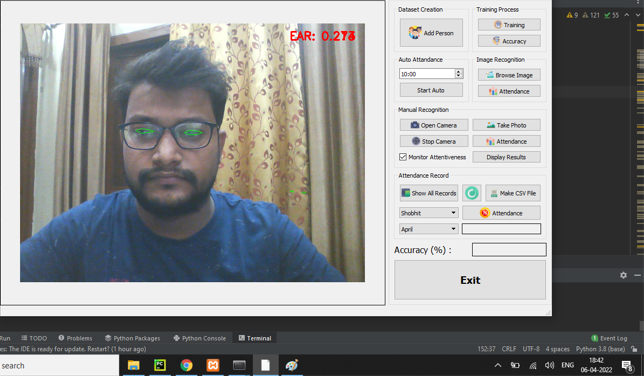 EAR: 0.273
Dataset Creation
Add Person
Training Process
Training
Accuracy
Auto Attendance
10:00
Start Auto
Image Recognition
Browse Image
Attendance
Manual Recognition
Open Camera
Take Photo
Stop Camera
Attendance
Monitor Attentiveness
Display Results
Attendance Record
Show All Records
Make CSV File
Shobhit
Attendance
April
Accuracy (%) :
Exit
9 121 55
Run TODO Problems Python Packages Python Console Terminal
Event Log
es: The IDE is ready for update. Restart? (1 hour ago)
152:37 CRLF UTF-8 4 spaces Python 3.8 (base)
search
ENG
18:42
06-04-2022